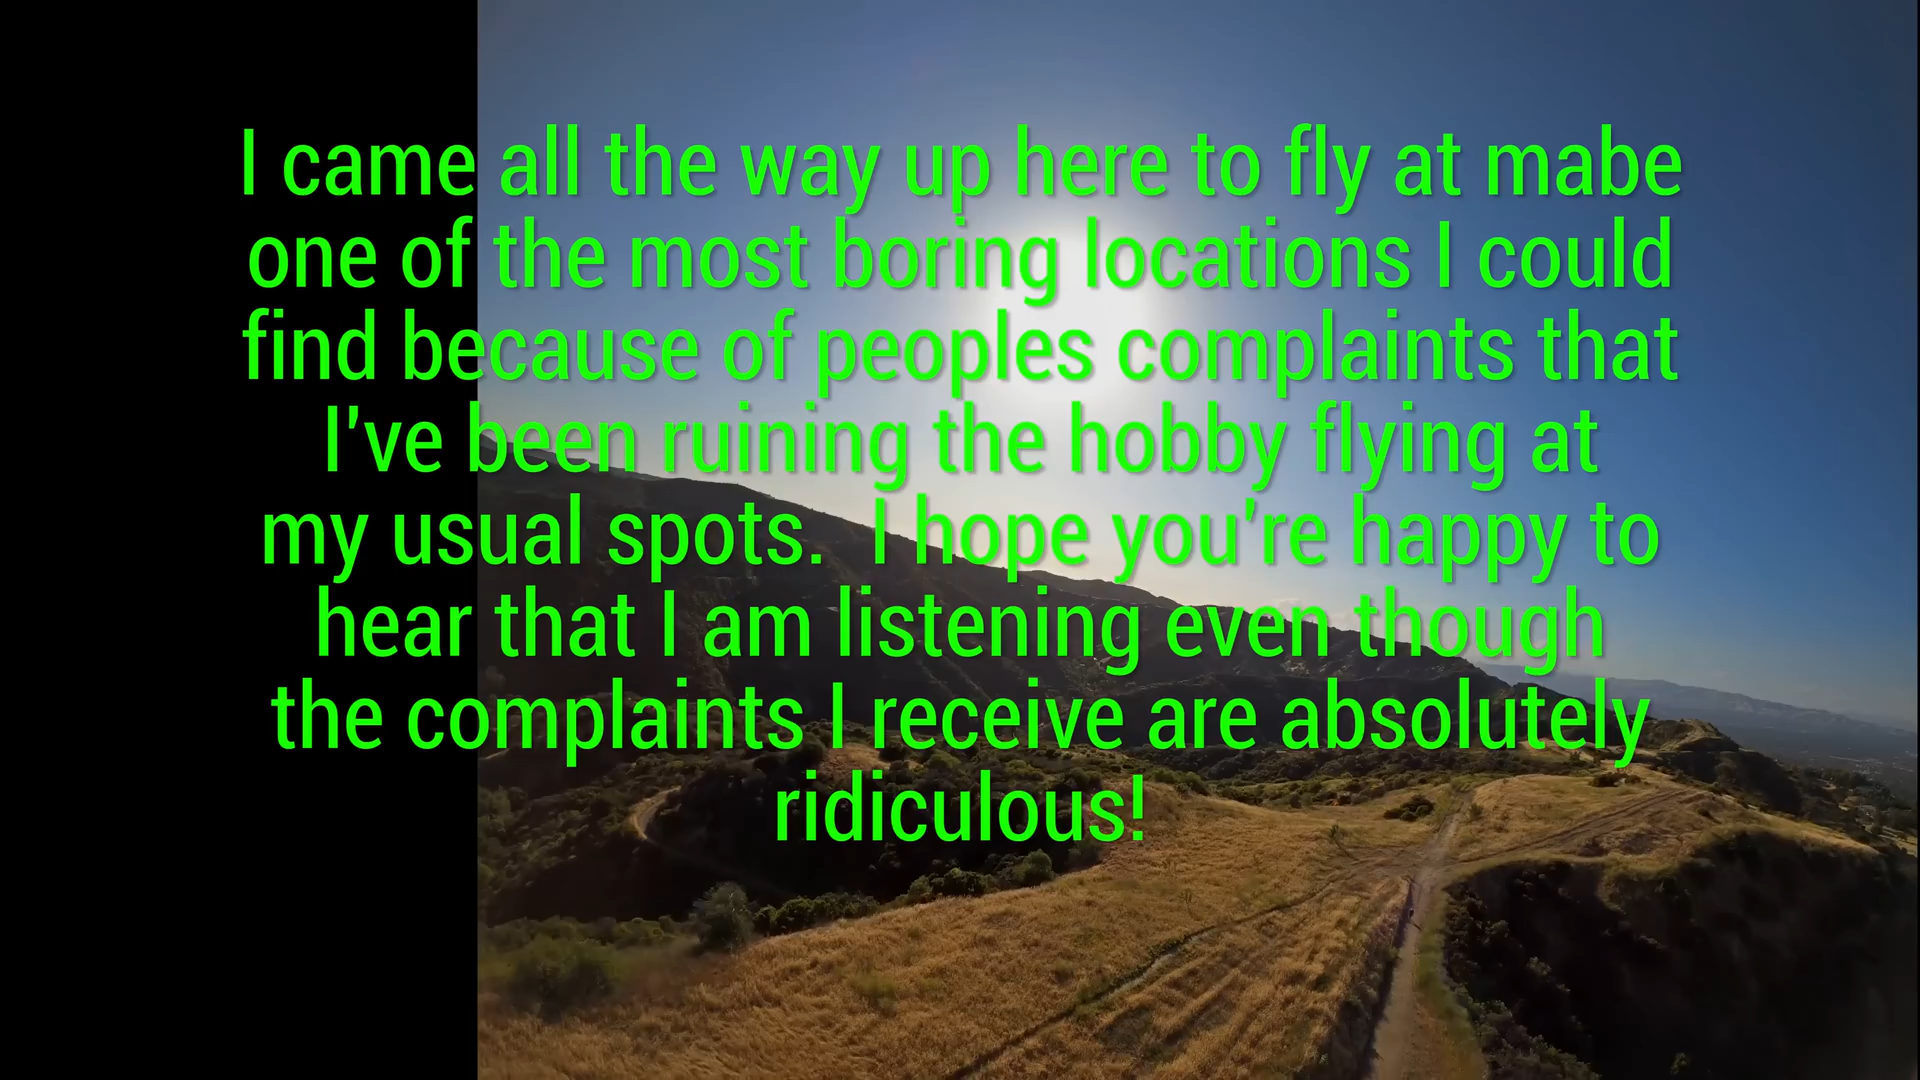 I came all the way up here to fly at mabe
one of the most boring locations I could
find because of peoples complaints that
I've been ruining the hobby flying at
my usual spots.  I hope you're happy to
hear that I am listening even though
the complaints I receive are absolutely
ridiculous!